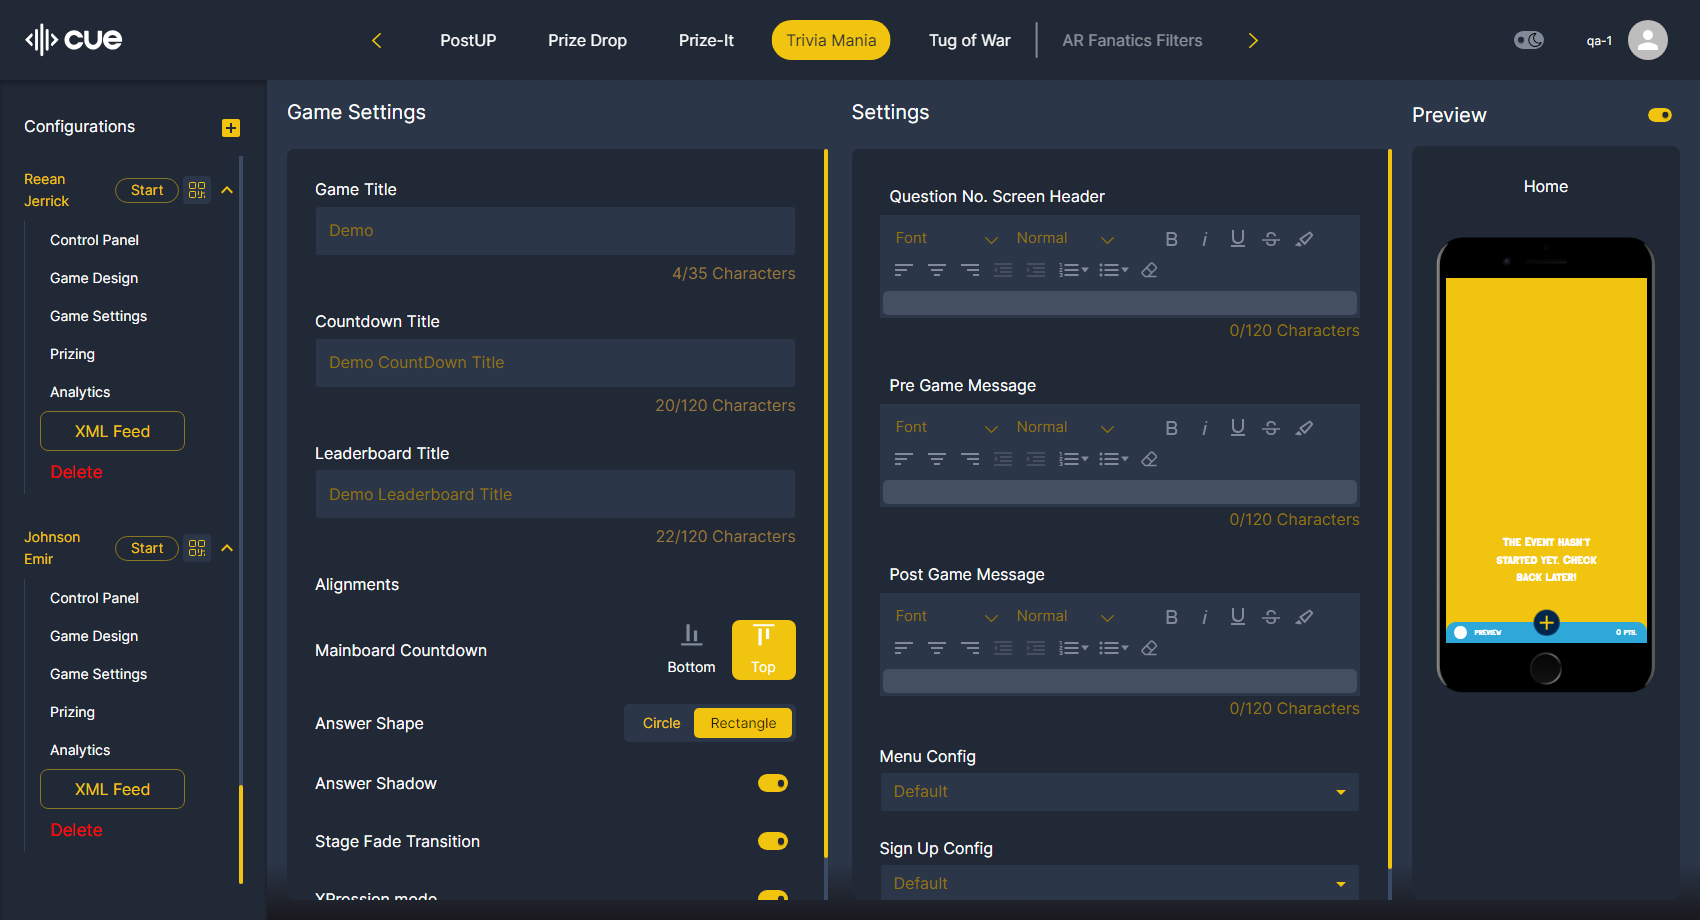 cue
PostUP
Prize Drop
Prize-It
Trivia Mania
Tug of War
AR Fanatics Filters
qa-1
Configurations
Reean
Jerrick
Start
Control Panel
Game Design
Game Settings
Prizing
Analytics
XML Feed
Delete
Johnson
Emir
Start
Control Panel
Game Design
Game Settings
Prizing
Analytics
XML Feed
Delete
Game Settings
Game Title
Demo
4/35 Characters
Countdown Title
Demo CountDown Title
20/120 Characters
Leaderboard Title
Demo Leaderboard Title
22/120 Characters
Alignments
Mainboard Countdown
Bottom
Top
Answer Shape
Circle
Rectangle
Answer Shadow
Stage Fade Transition
XPression mode
Settings
Question No. Screen Header
Font
Normal
0/120 Characters
Pre Game Message
Font
Normal
0/120 Characters
Post Game Message
Font
Normal
0/120 Characters
Menu Config
Default
Sign Up Config
Default
Preview
Home
The Event hasn't
started yet. Check
back later!
PREVIEW
0 PTS.